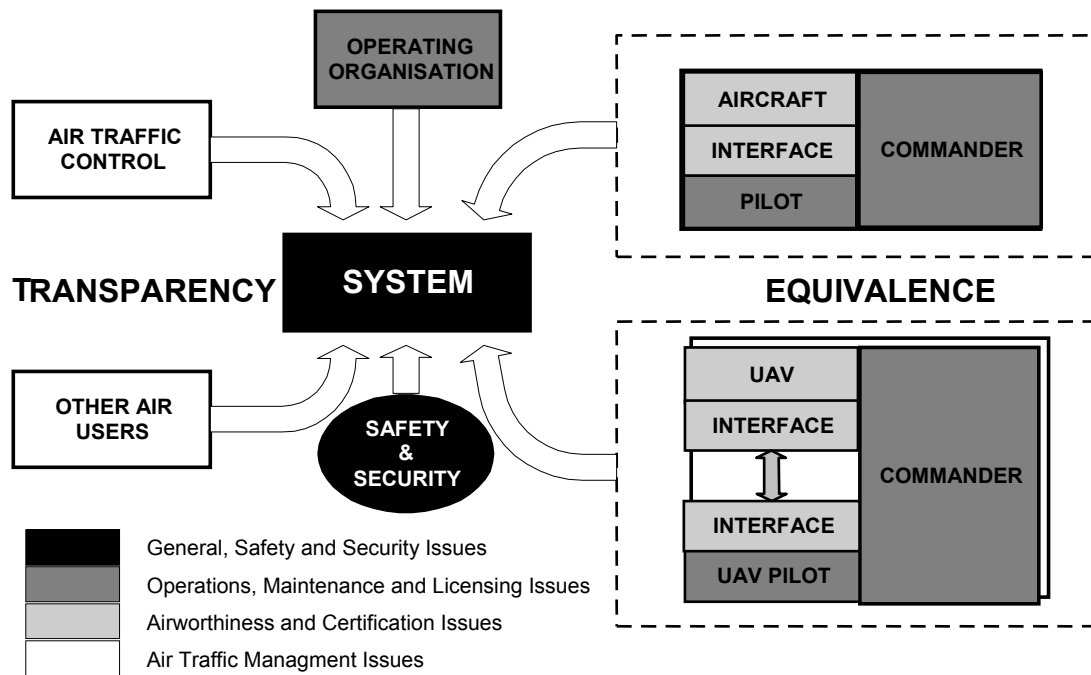 OPERATING
ORGANISATION
AIR TRAFFIC
CONTROL
AIRCRAFT
INTERFACE
PILOT
COMMANDER
TRANSPARENCY
SYSTEM
EQUIVALENCE
OTHER AIR
USERS
SAFETY
&
SECURITY
UAV
INTERFACE
INTERFACE
UAV PILOT
COMMANDER
General, Safety and Security Issues
Operations, Maintenance and Licensing Issues
Airworthiness and Certification Issues
Air Traffic Managment Issues